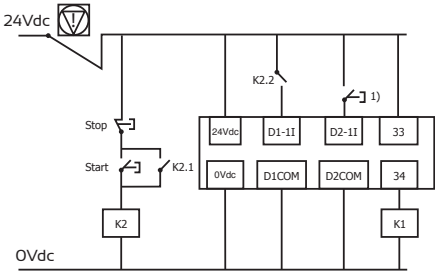 24Vdc
K2.2
1)
Stop
24Vdc D1-1I D2-1I 33
Start K2.1
0Vdc D1COM D2COM 34
K2 K1
0Vdc